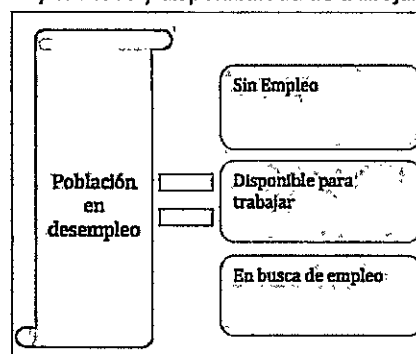 Población
en
desempleo
Sin Empleo
Disponible para
trabajar
En busca de empleo